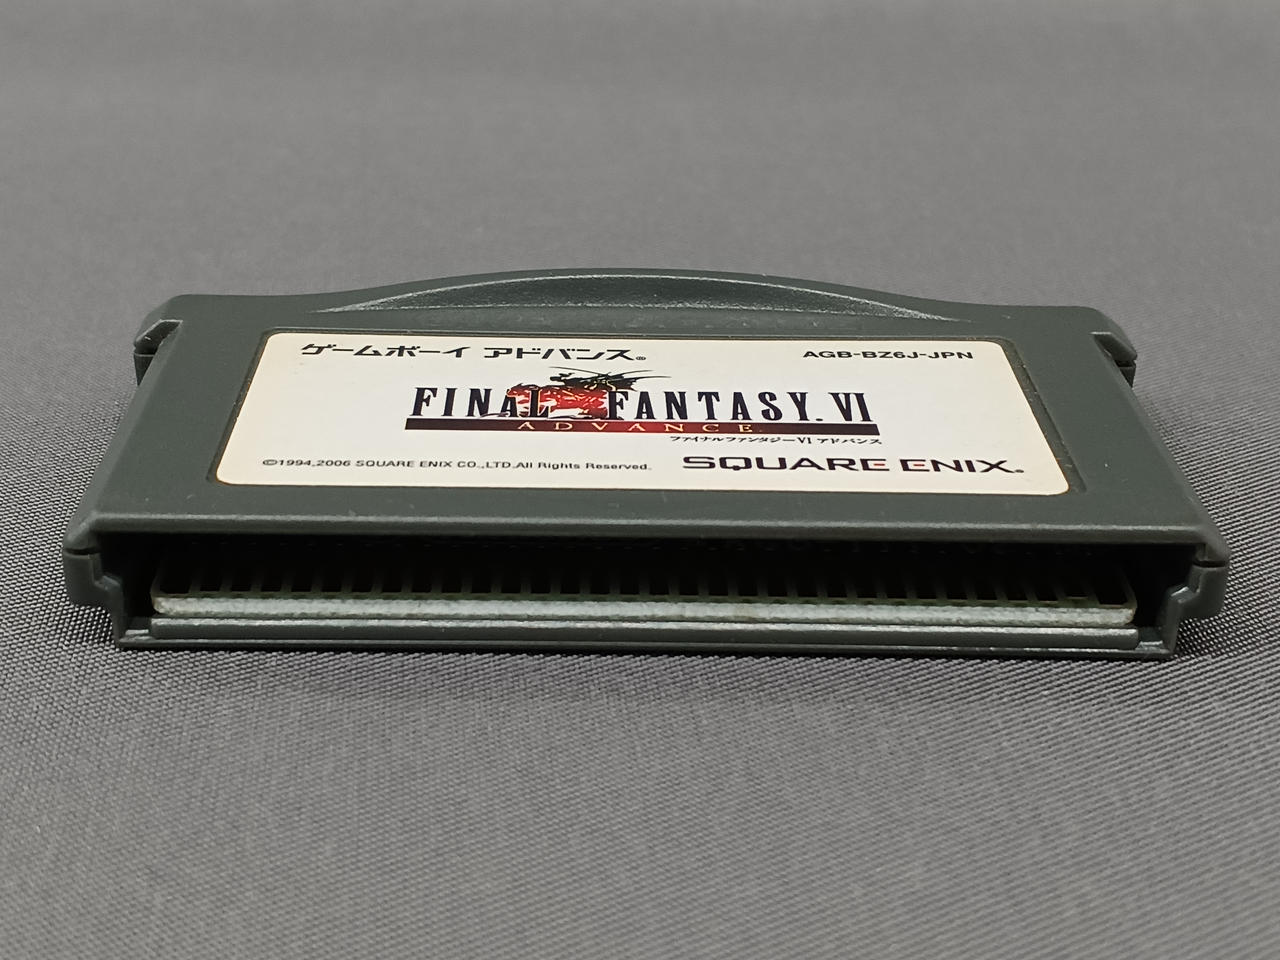 ゲームボーイ アドバンス®
AGB-BZ6J-JPN
FINAL FANTASY. VI
ADVANCE
ファイナルファンタジーVI アドバンス
©1994,2006 SQUARE ENIX CO.,LTD.All Rights Reserved.
SQUARE ENIX®